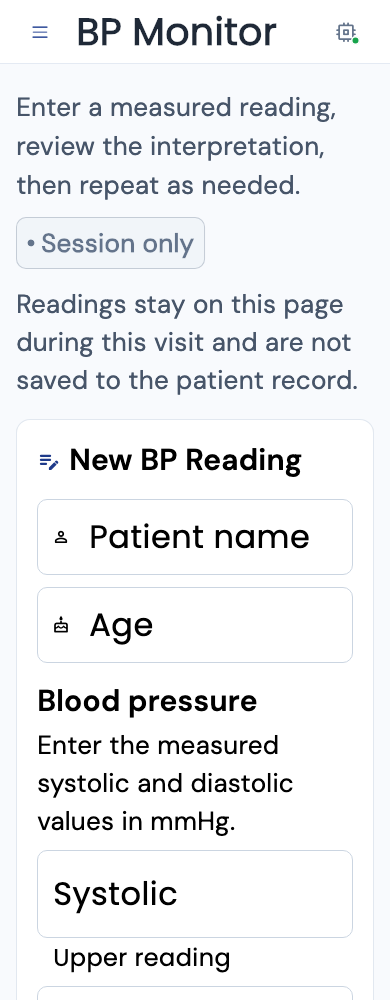 BP Monitor
Enter a measured reading,
review the interpretation,
then repeat as needed.
• Session only
Readings stay on this page
during this visit and are not
saved to the patient record.
New BP Reading
Patient name
Age
Blood pressure
Enter the measured
systolic and diastolic
values in mmHg.
Systolic
Upper reading